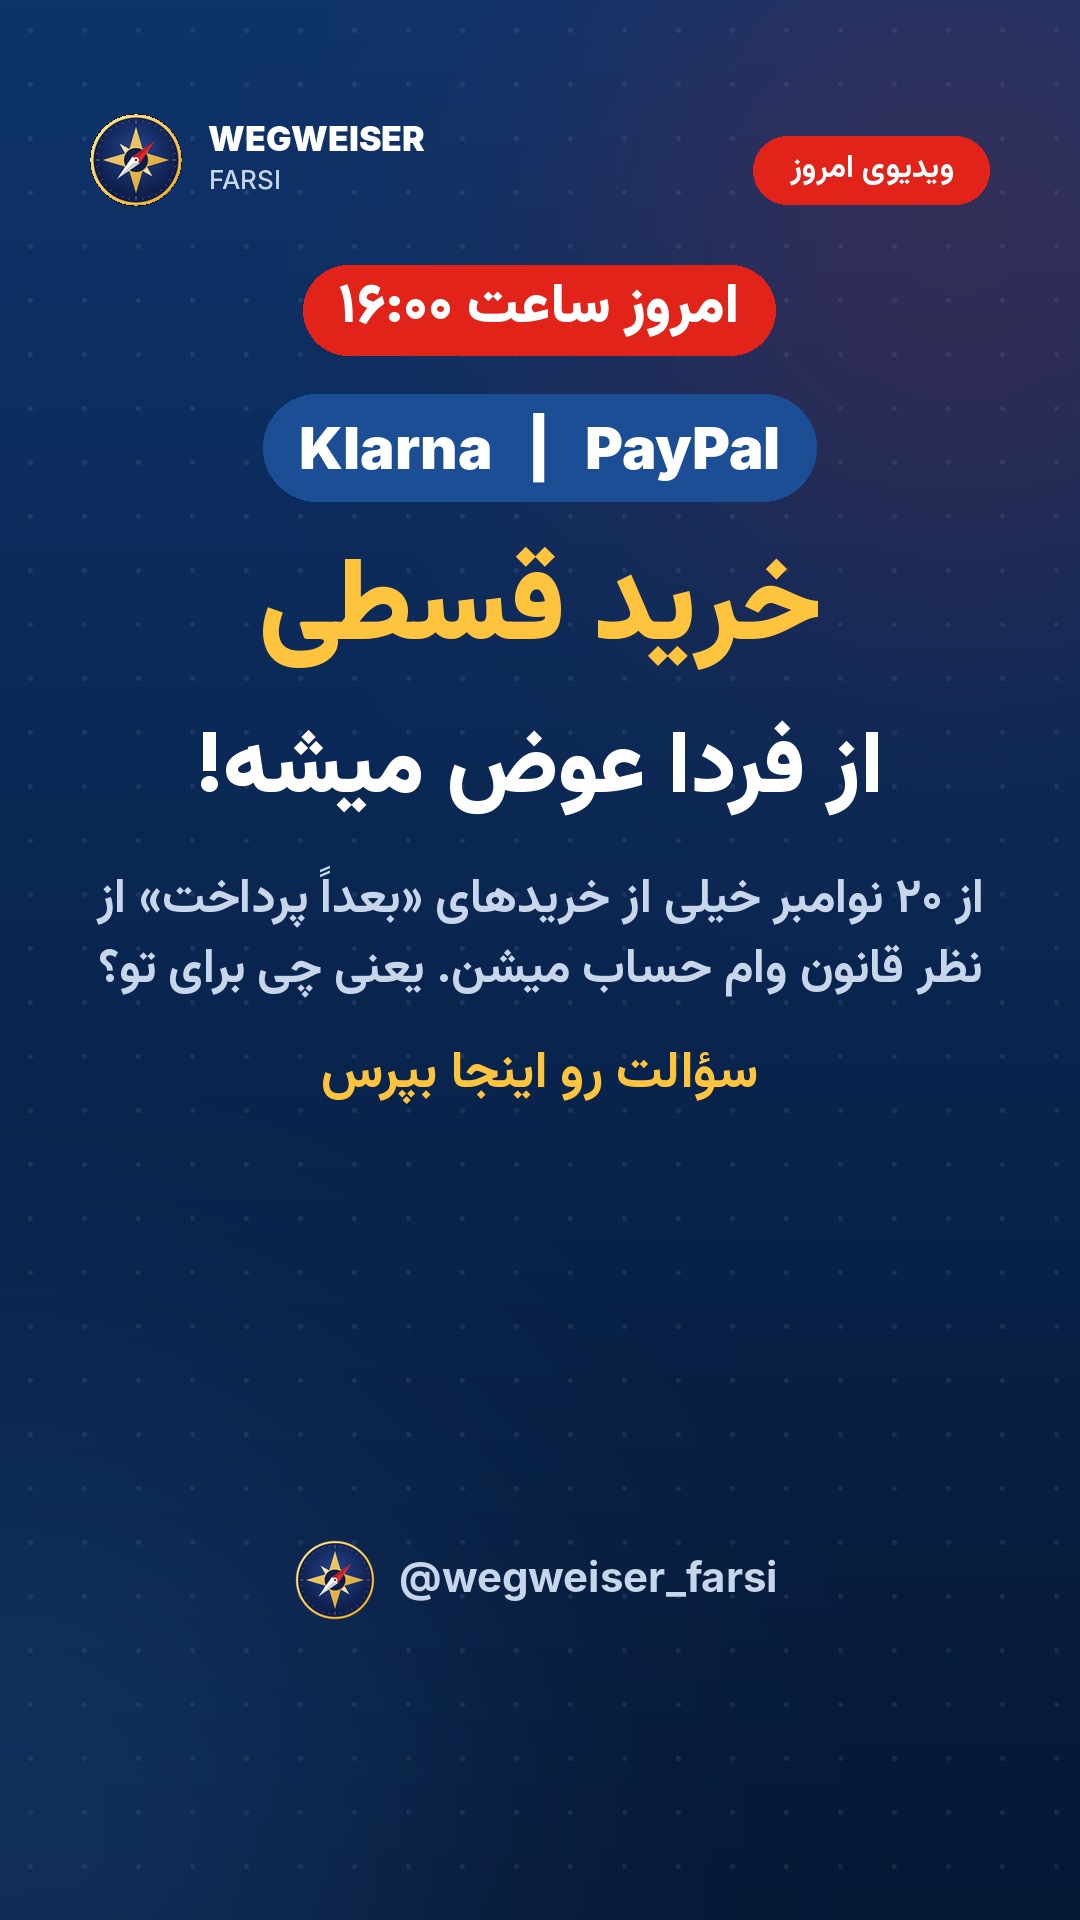 WEGWEISER
FARSI
ویدیوی امروز
امروز ساعت ۱۶:۰۰
Klarna | PayPal
خرید قسطی
از فردا عوض میشه!
از ۲۰ نوامبر خیلی از خریدهای «بعداً پرداخت» از
نظر قانون وام حساب میشن. یعنی چی برای تو؟
سؤالت رو اینجا بپرس
@wegweiser_farsi